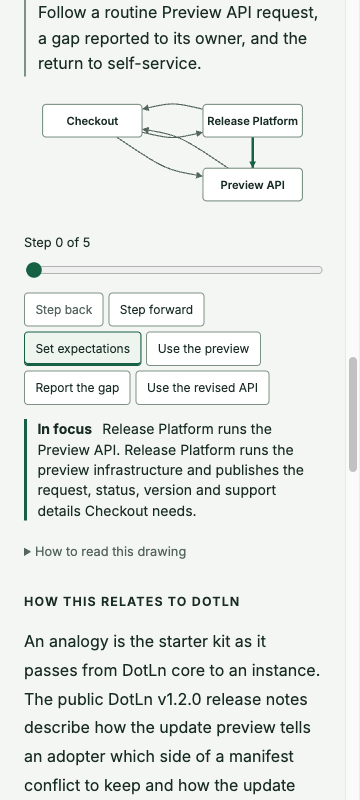 Follow a routine Preview API request,
a gap reported to its owner, and the
return to self-service.
Checkout
Release Platform
Preview API
Step 0 of 5
Step back
Step forward
Set expectations
Use the preview
Report the gap
Use the revised API
In focus Release Platform runs the
Preview API. Release Platform runs the
preview infrastructure and publishes the
request, status, version and support
details Checkout needs.
How to read this drawing
HOW THIS RELATES TO DOTLN
An analogy is the starter kit as it
passes from DotLn core to an instance.
The public DotLn v1.2.0 release notes
describe how the update preview tells
an adopter which side of a manifest
conflict to keep and how the update